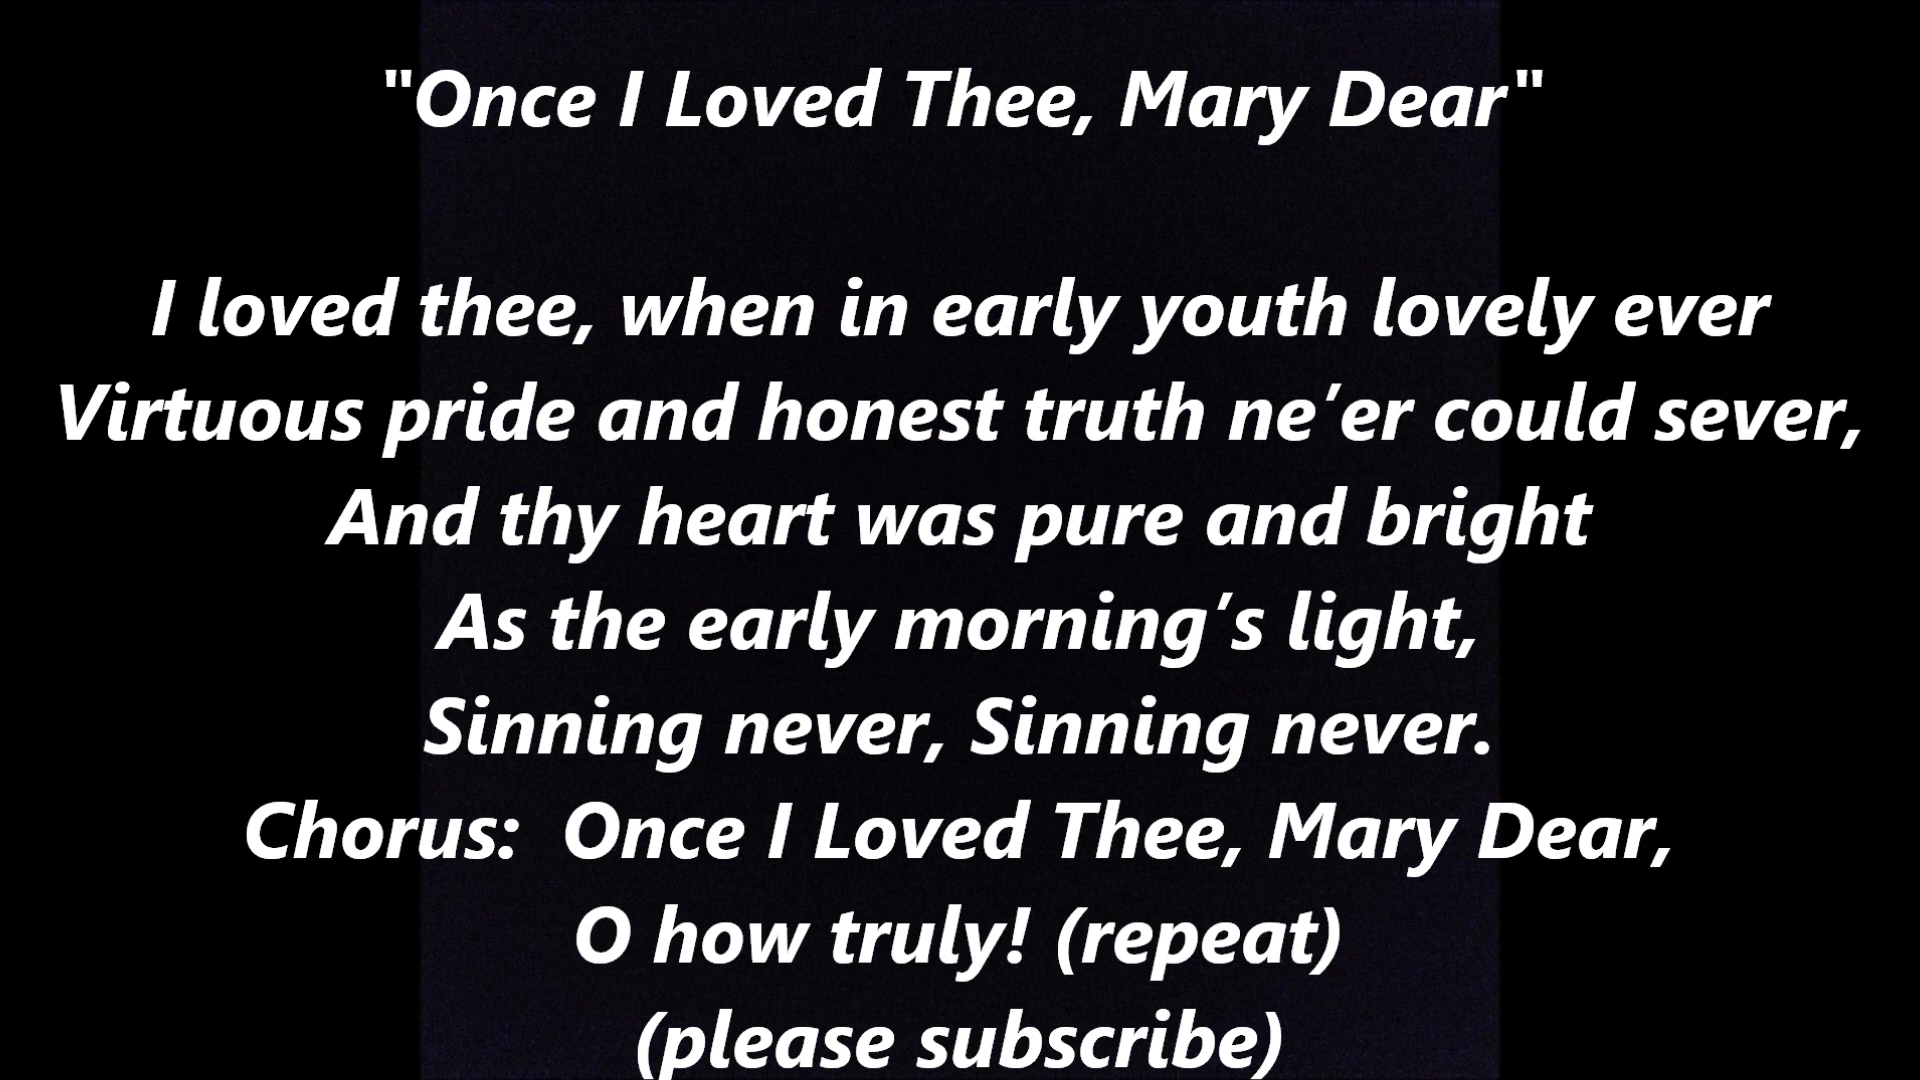 "Once I Loved Thee, Mary Dear"
I loved thee, when in early youth lovely ever
Virtuous pride and honest truth ne’er could sever,
And thy heart was pure and bright
As the early morning’s light,
Sinning never, Sinning never.
Chorus:  Once I Loved Thee, Mary Dear,
O how truly! (repeat)
(please subscribe)